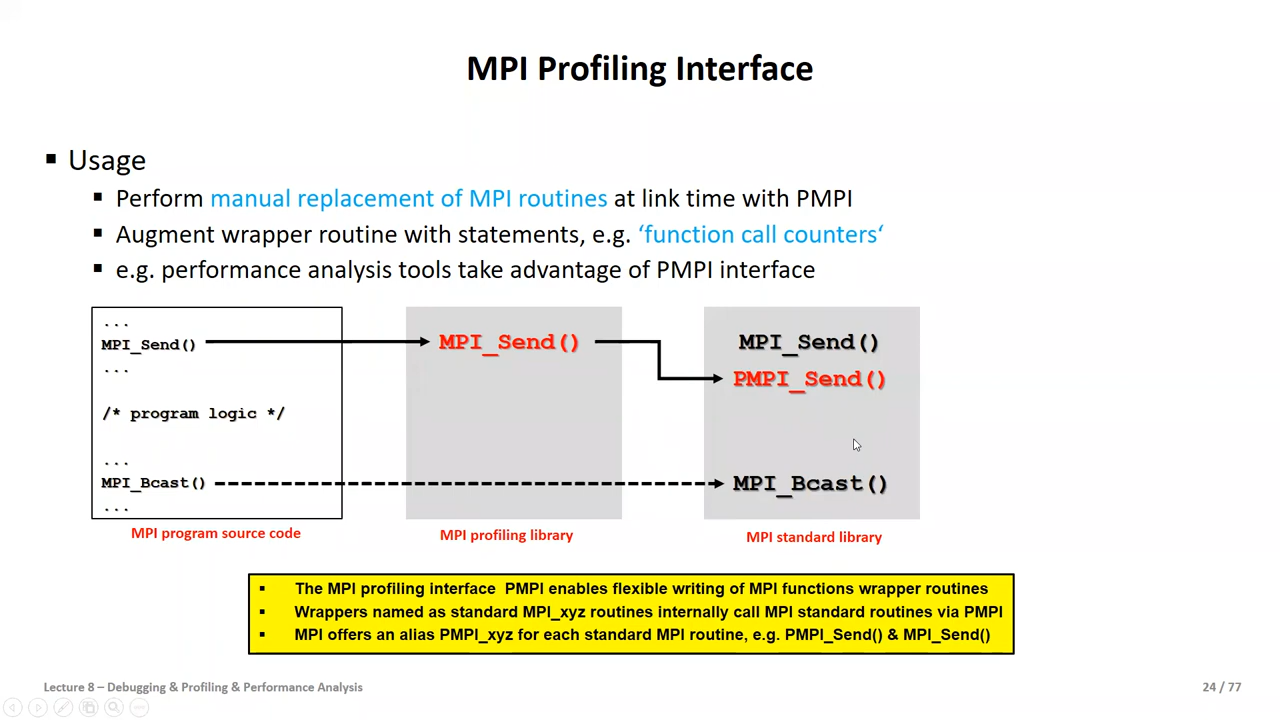 MPI Profiling Interface
▪ Usage
▪ Perform manual replacement of MPI routines at link time with PMPI
▪ Augment wrapper routine with statements, e.g. ‘function call counters‘
▪ e.g. performance analysis tools take advantage of PMPI interface
...
MPI_Send()
...
/* program logic */
...
MPI_Bcast()
...
MPI program source code
MPI_Send()
MPI profiling library
MPI_Send()
PMPI_Send()
MPI_Bcast()
MPI standard library
▪ The MPI profiling interface  PMPI enables flexible writing of MPI functions wrapper routines
▪ Wrappers named as standard MPI_xyz routines internally call MPI standard routines via PMPI
▪ MPI offers an alias PMPI_xyz for each standard MPI routine, e.g. PMPI_Send() & MPI_Send()
Lecture 8 – Debugging & Profiling & Performance Analysis
24 / 77